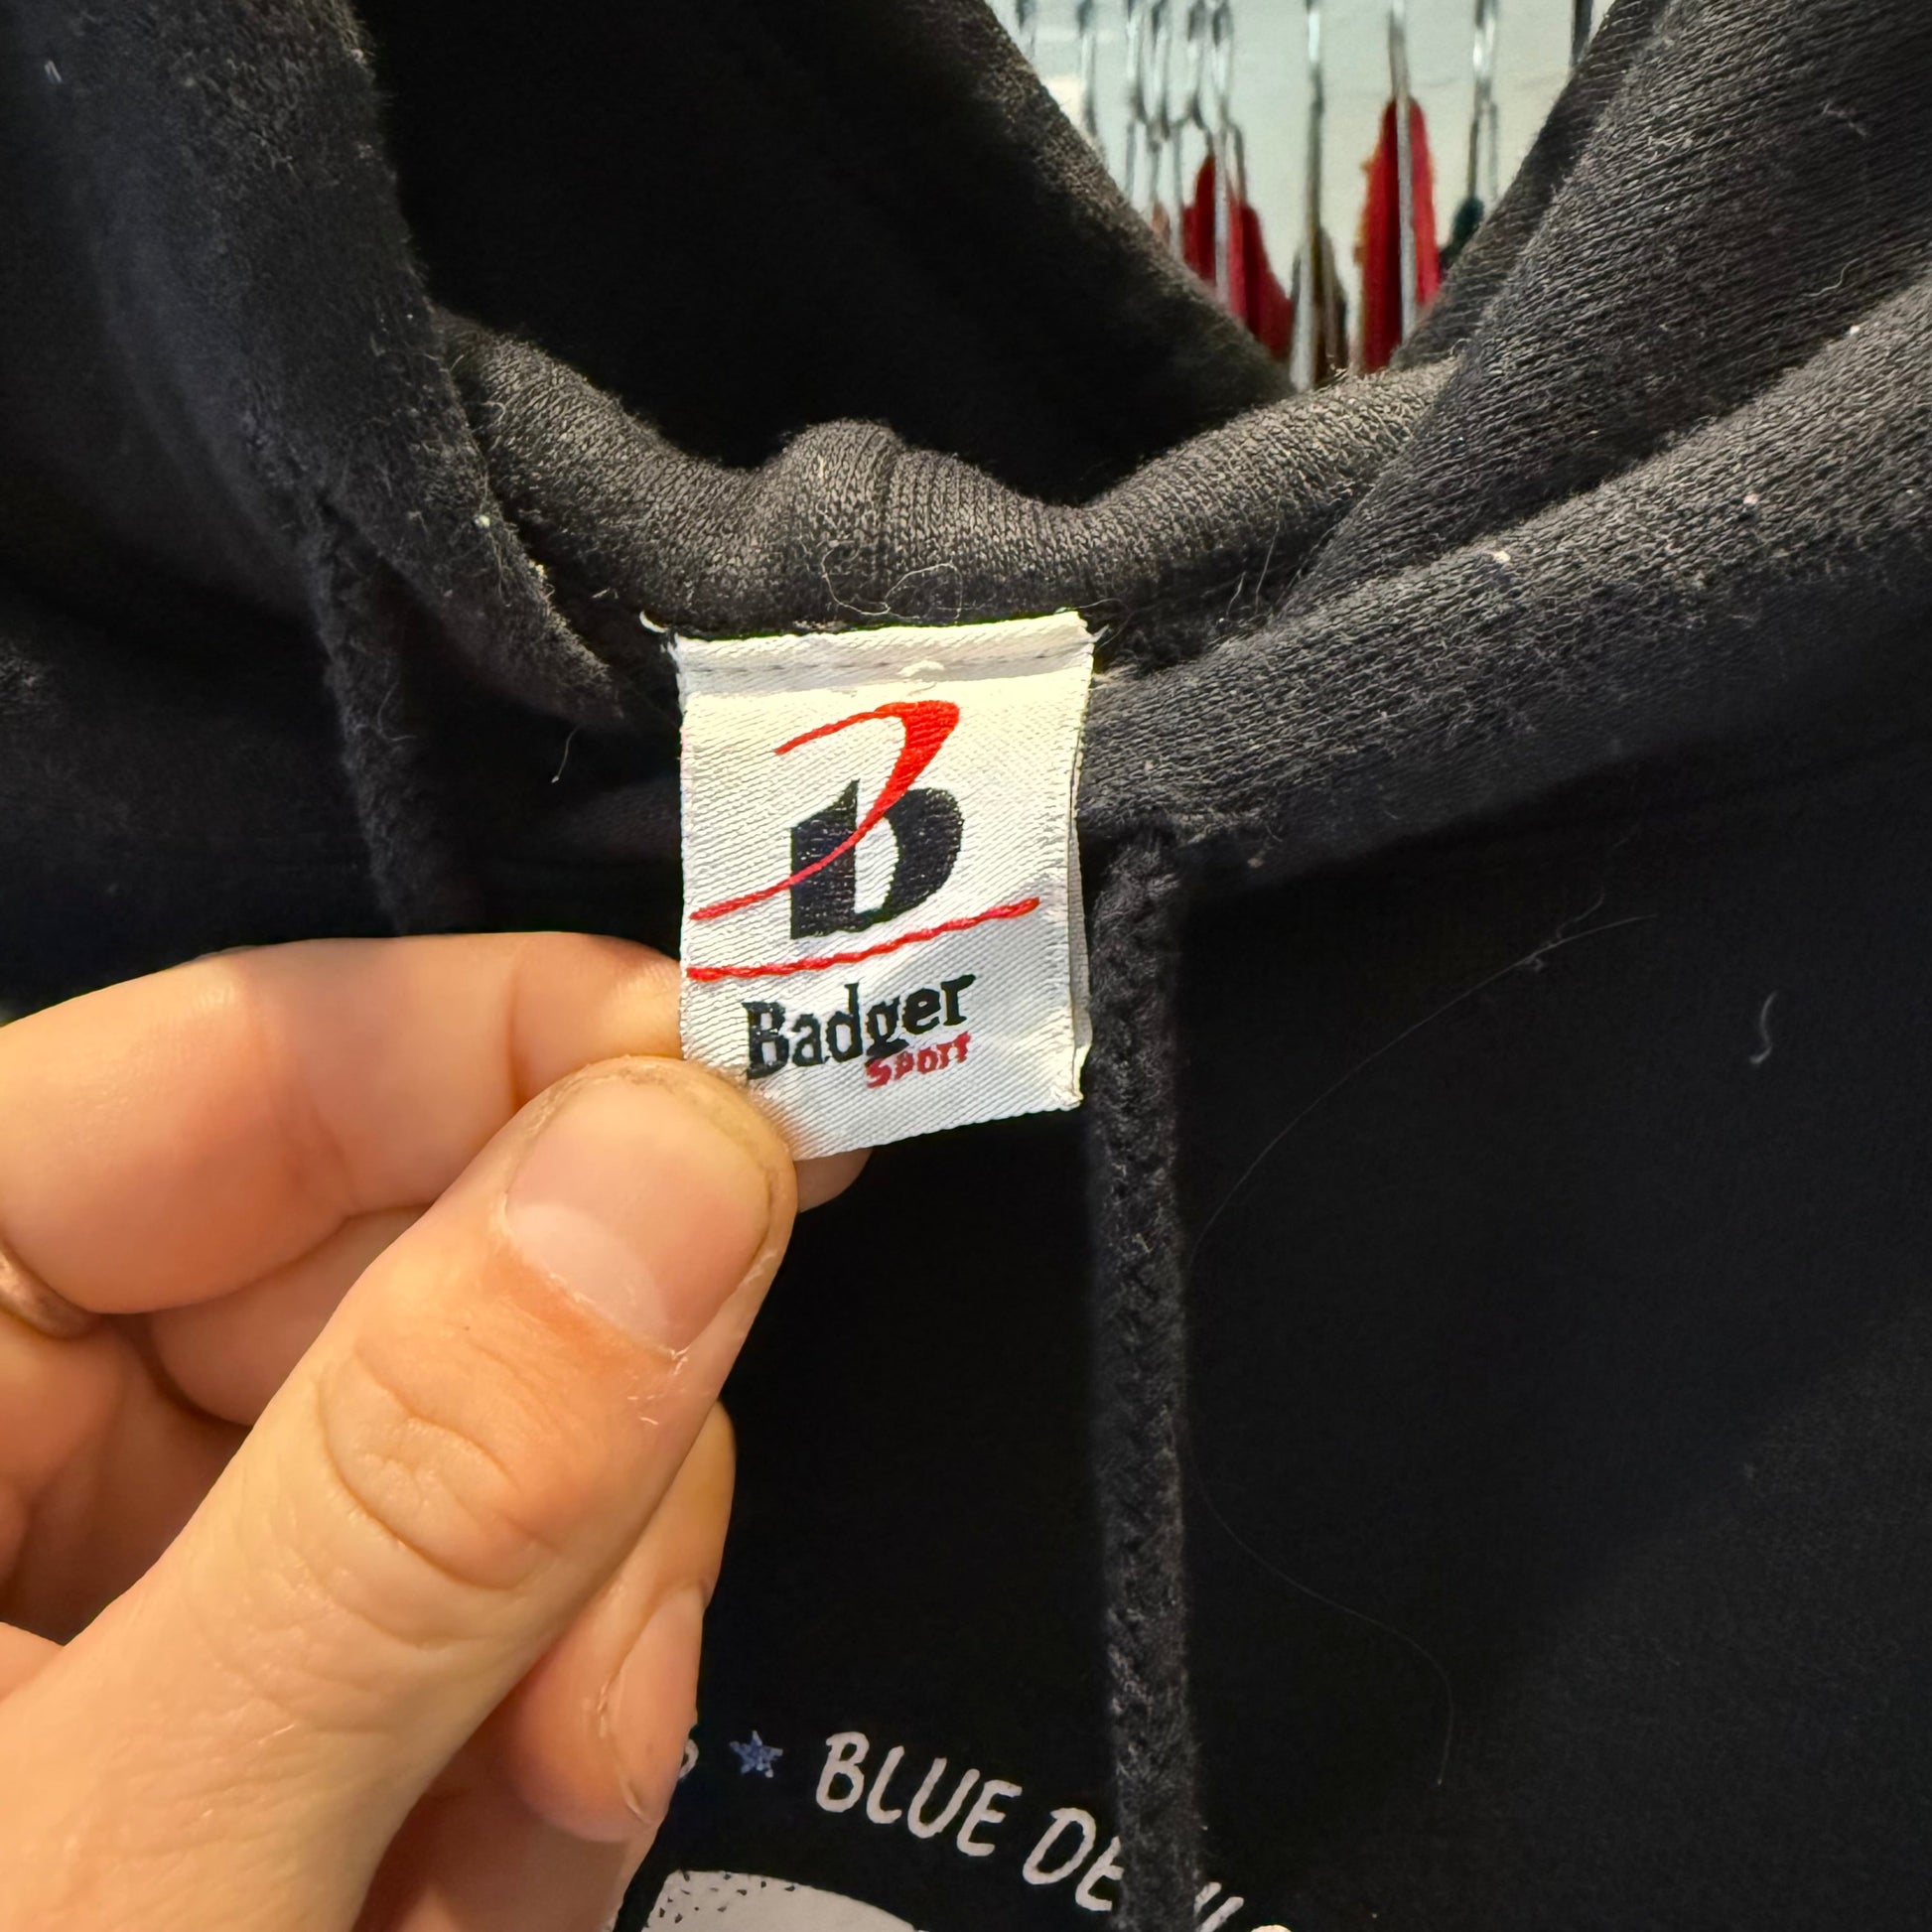 b
Badger
SPORT
BLUE DE